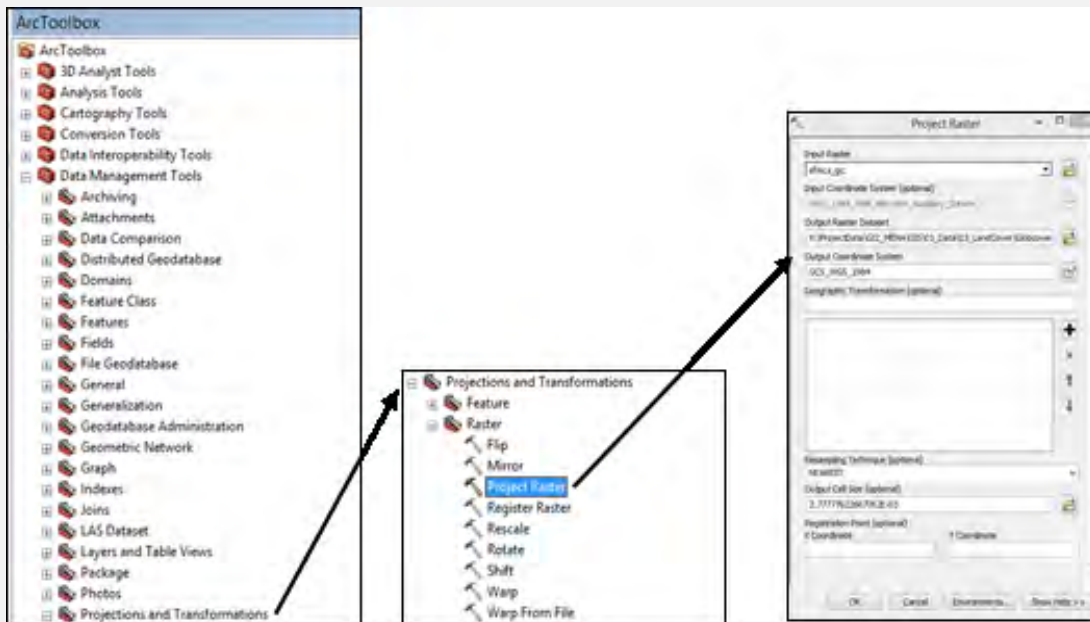 ArcToolbox
ArcToolbox
3D Analyst Tools
Analysis Tools
Cartography Tools
Conversion Tools
Data Interoperability Tools
Data Management Tools
Archiving
Attachments
Data Comparison
Distributed Geodatabase
Domains
Feature Class
Features
Fields
File Geodatabase
General
Generalization
Geodatabase Administration
Geometric Network
Graph
Indexes
Joins
LAS Dataset
Layers and Table Views
Package
Photos
Projections and Transformations
Projections and Transformations
Feature
Raster
Flip
Mirror
Project Raster
Register Raster
Rescale
Rotate
Shift
Warp
Warp From File
Project Raster
Input Raster
africa_gc
Input Coordinate System (optional)
Output Raster Dataset
Output Coordinate System
GCS_WGS_1984
Geographic Transformation (optional)
Resampling Technique (optional)
NEAREST
Output Cell Size (optional)
Registration Point (optional)
X Coordinate Y Coordinate
OK Cancel Environments... Show Help >>